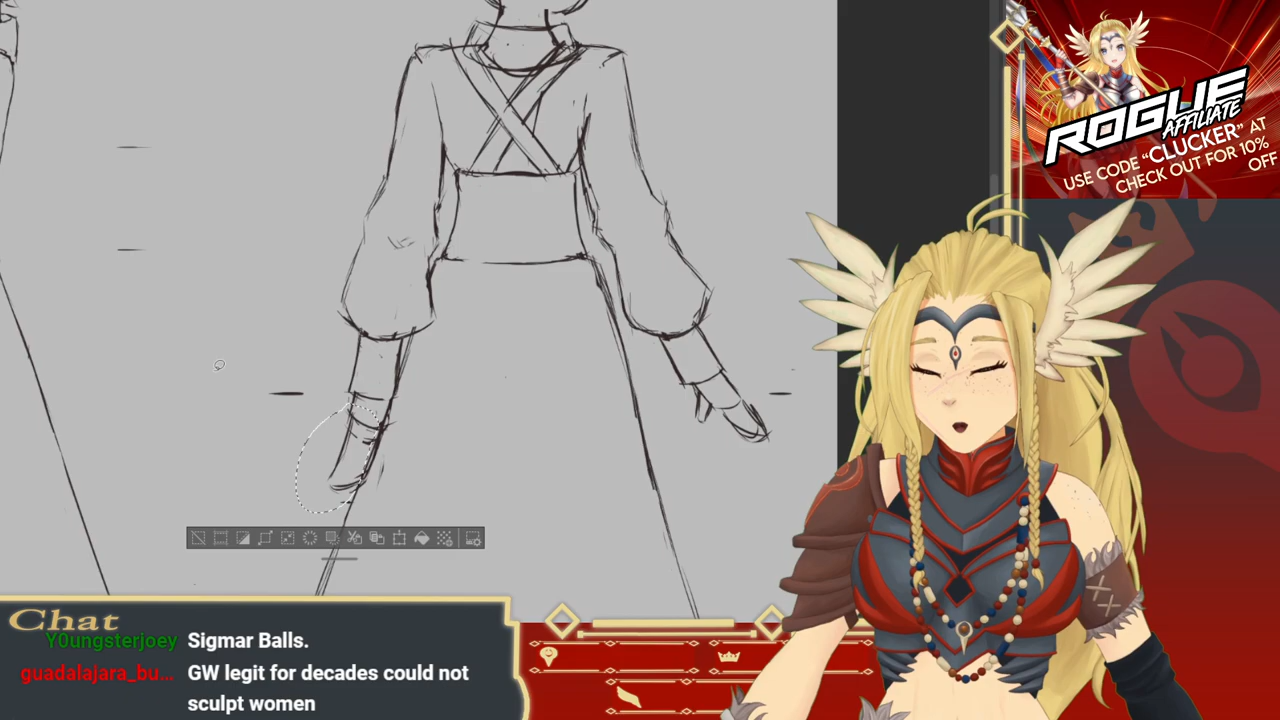 ROGUE
AFFILIATE
USE CODE "CLUCKER" AT
CHECK OUT FOR 10%
OFF
Chat
Y0ungsterjoey Sigmar Balls.
guadalajara_bu... GW legit for decades could not
sculpt women